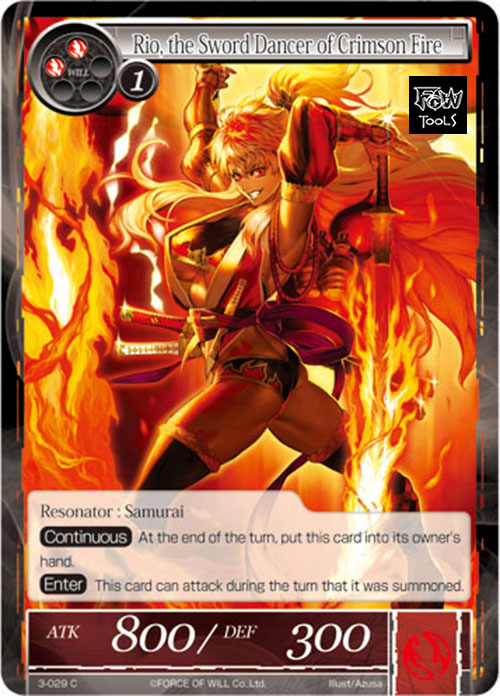 Rio, the Sword Dancer of Crimson Fire
WILL
1
FOW
TOOLS
Resonator : Samurai
Continuous At the end of the turn, put this card into its owner's
hand.
Enter This card can attack during the turn that it was summoned.
ATK 800 / DEF 300
3-029 C ©FORCE OF WILL Co.,Ltd. Illust/Azusa